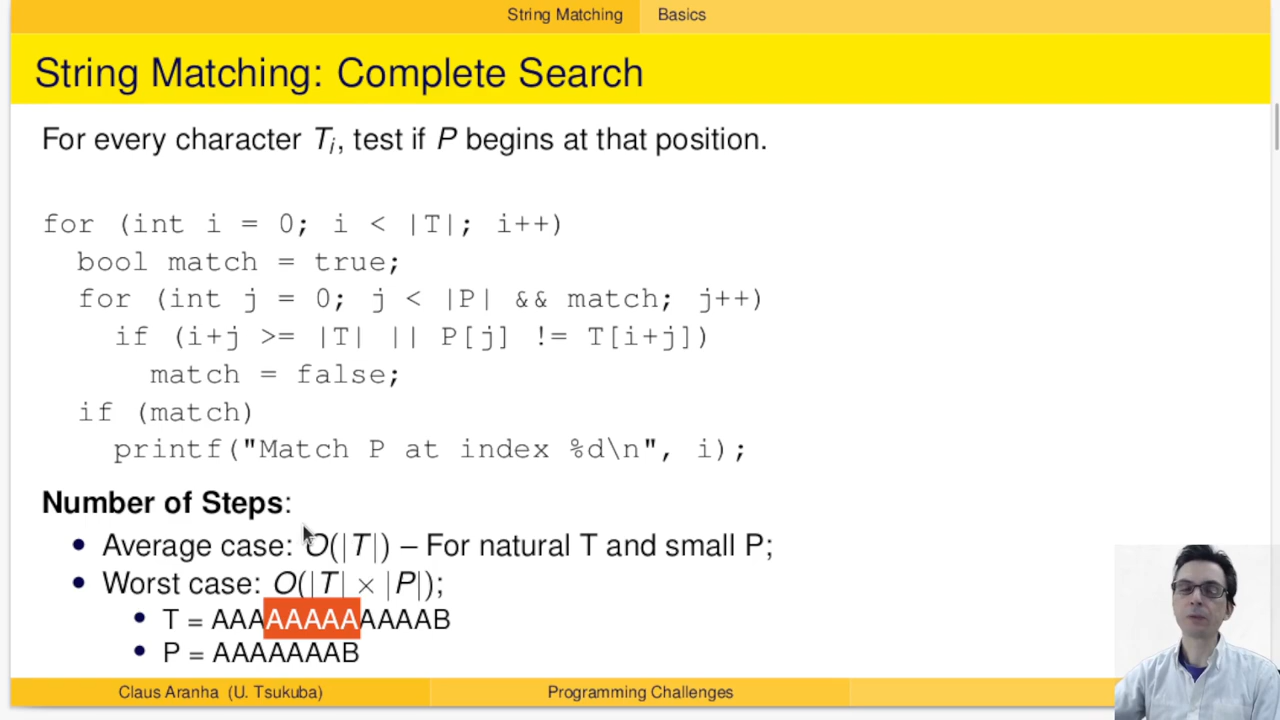 String Matching Basics
String Matching: Complete Search
For every character Ti, test if P begins at that position.
for (int i = 0; i < |T|; i++)
bool match = true;
for (int j = 0; j < |P| && match; j++)
if (i+j >= |T| || P[j] != T[i+j])
match = false;
if (match)
printf("Match P at index %d\n", i);
Number of Steps:
• Average case: O(|T|) – For natural T and small P;
• Worst case: O(|T| × |P|);
• T = AAAAAAAAAAAAB
• P = AAAAAAAB
Claus Aranha (U. Tsukuba) Programming Challenges